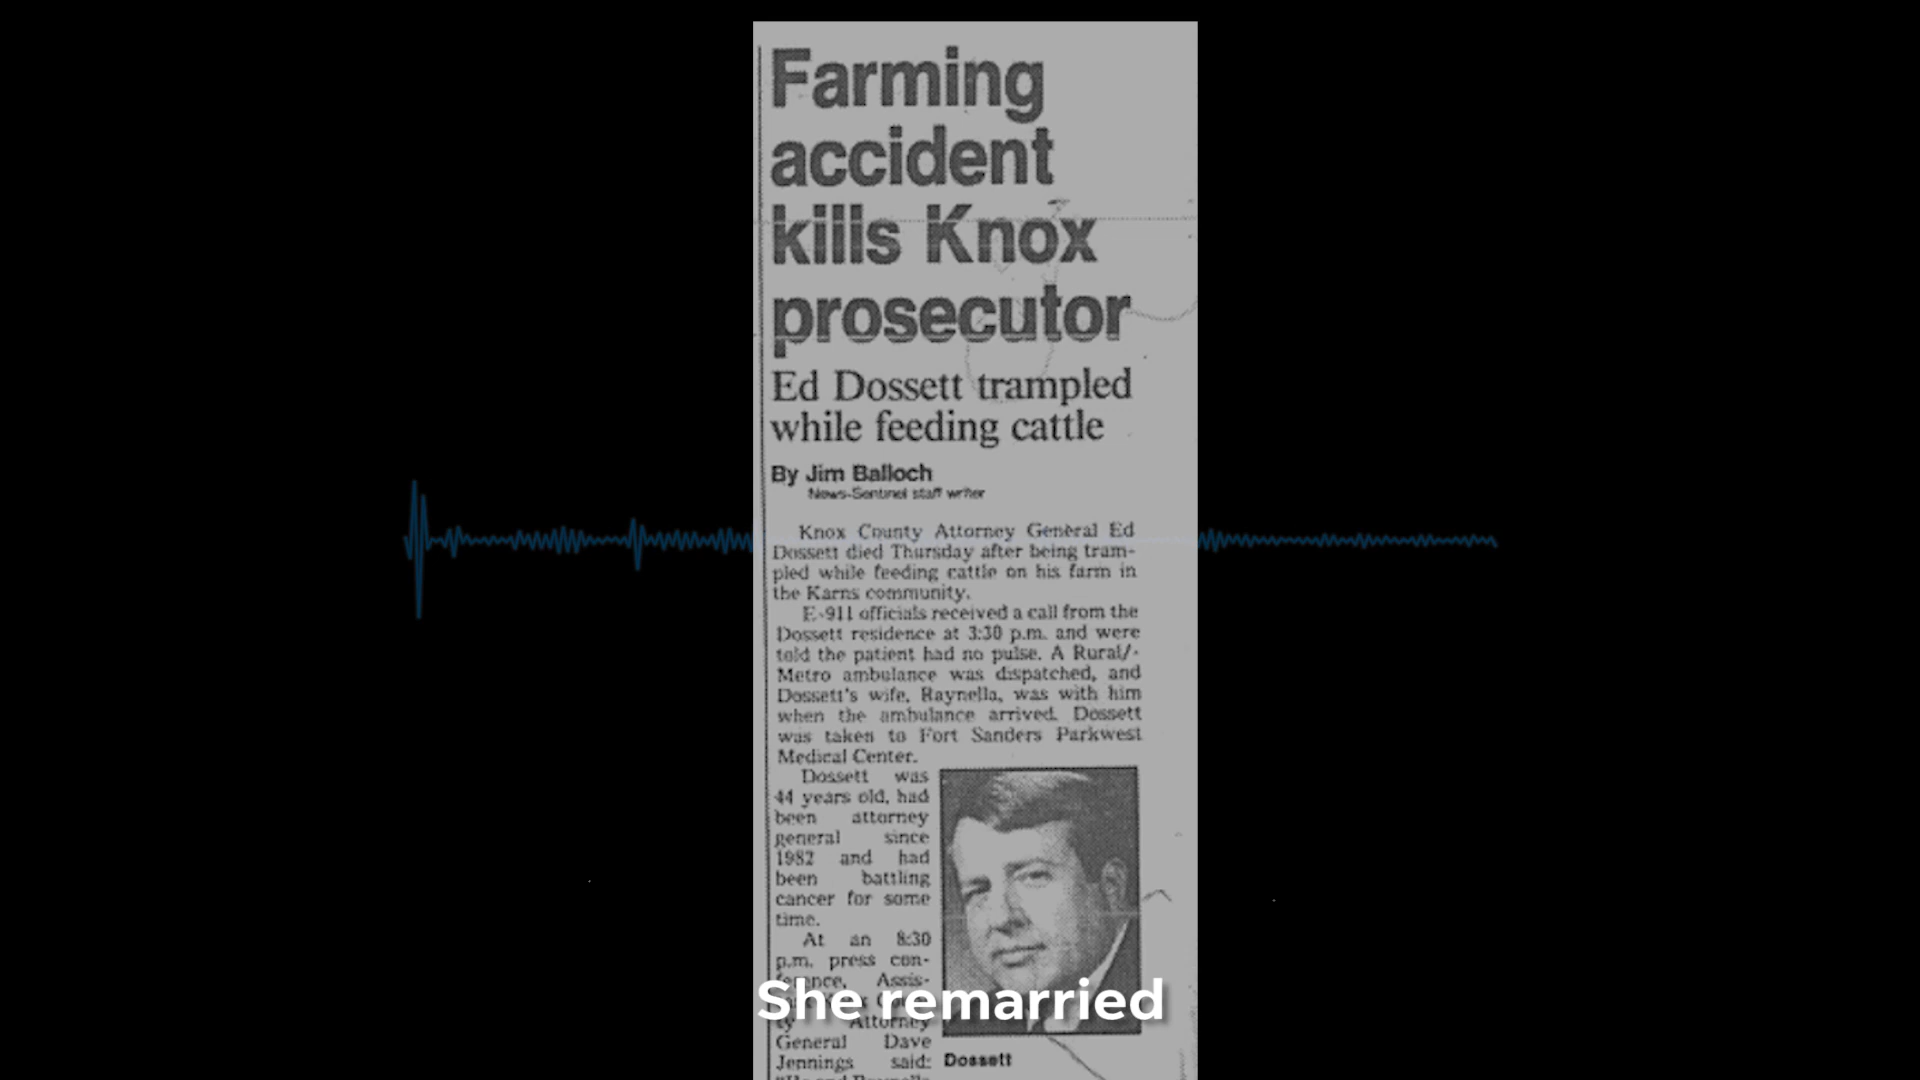 Farming
accident
kills Knox
prosecutor
Ed Dossett trampled
while feeding cattle
By Jim Balloch
News-Sentinel staff writer
Knox County Attorney General Ed
Dossett died Thursday after being tram-
pled while feeding cattle on his farm in
the Karns community.
E-911 officials received a call from the
Dossett residence at 3:30 p.m. and were
told the patient had no pulse. A Rural/-
Metro ambulance was dispatched, and
Dossett's wife, Raynella, was with him
when the ambulance arrived. Dossett
was taken to Fort Sanders Parkwest
Medical Center.
Dossett was
44 years old, had
been attorney
general since
1982 and had
been battling
cancer for some
time.
At an 8:30
p.m. press con-
ference, Assis-
ty Attorney
General Dave
Jennings said:
Dossett
She remarried